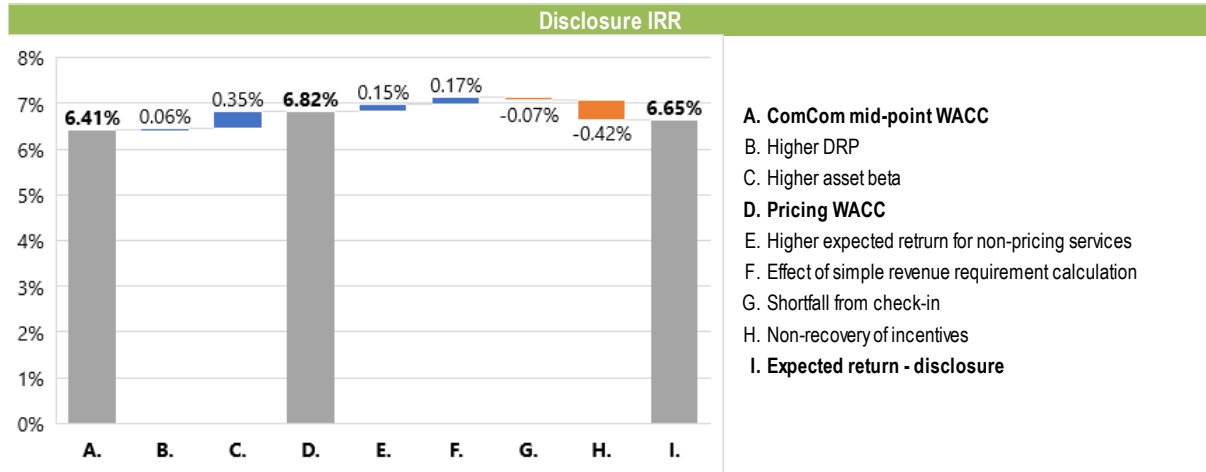 Disclosure IRR
8%
7%
6%
5%
4%
3%
2%
1%
0%
6.41%
0.06%
0.35%
6.82%
0.15%
0.17%
-0.07%
-0.42%
6.65%
A. B. C. D. E. F. G. H. I.
A. ComCom mid-point WACC
B. Higher DRP
C. Higher asset beta
D. Pricing WACC
E. Higher expected retrurn for non-pricing services
F. Effect of simple revenue requirement calculation
G. Shortfall from check-in
H. Non-recovery of incentives
I. Expected return - disclosure